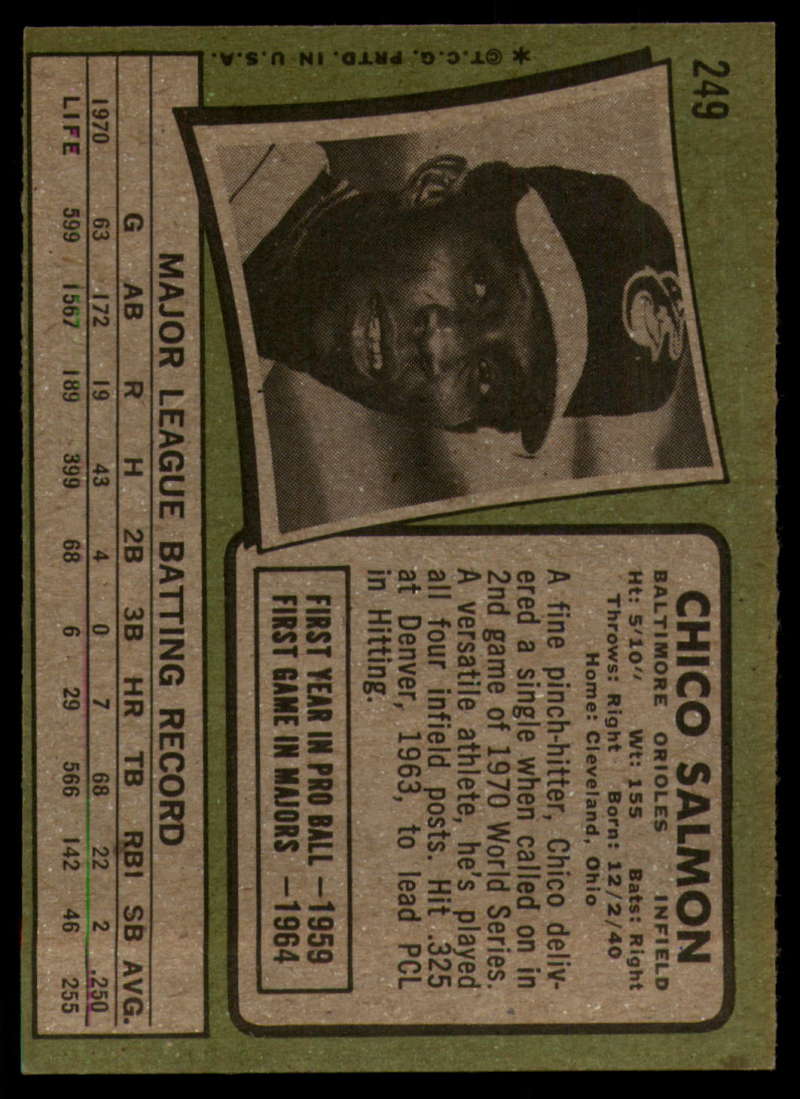 249
✶ ©T.C.G. PRTD. IN U.S.A.
CHICO SALMON
BALTIMORE ORIOLES INFIELD
Ht: 5'10" Wt: 155 Bats: Right
Throws: Right Born: 12/2/40
Home: Cleveland, Ohio
A fine pinch-hitter, Chico deliv-
ered a single when called on in
2nd game of 1970 World Series.
A versatile athlete, he's played
all four infield posts. Hit .325
at Denver, 1963, to lead PCL
in Hitting.
FIRST YEAR IN PRO BALL —1959
FIRST GAME IN MAJORS —1964
MAJOR LEAGUE BATTING RECORD
G AB R H 2B 3B HR TB RBI SB AVG.
1970 63 172 19 43 4 0 7 68 22 2 .250
LIFE 599 1567 189 399 68 6 29 566 142 46 .255